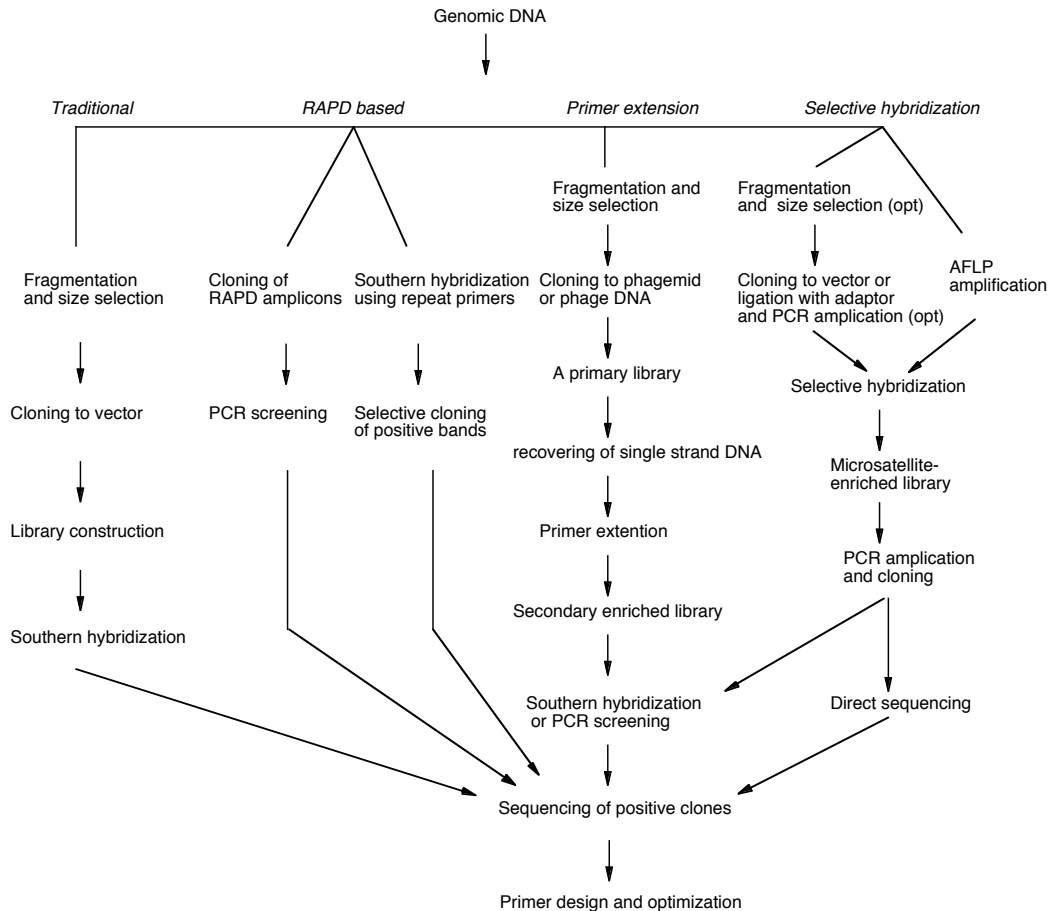 Genomic DNA
Traditional
RAPD based
Primer extension
Selective hybridization
Fragmentation and
size selection
Fragmentation
and size selection (opt)
Fragmentation
and size selection
Cloning of
RAPD amplicons
Southern hybridization
using repeat primers
Cloning to phagemid
or phage DNA
Cloning to vector or
ligation with adaptor
and PCR amplication (opt)
AFLP
amplification
A primary library
Selective hybridization
Cloning to vector
PCR screening
Selective cloning
of positive bands
recovering of single strand DNA
Microsatellite-
enriched library
Library construction
Primer extention
PCR amplication
and cloning
Secondary enriched library
Southern hybridization
Southern hybridization
or PCR screening
Direct sequencing
Sequencing of positive clones
Primer design and optimization